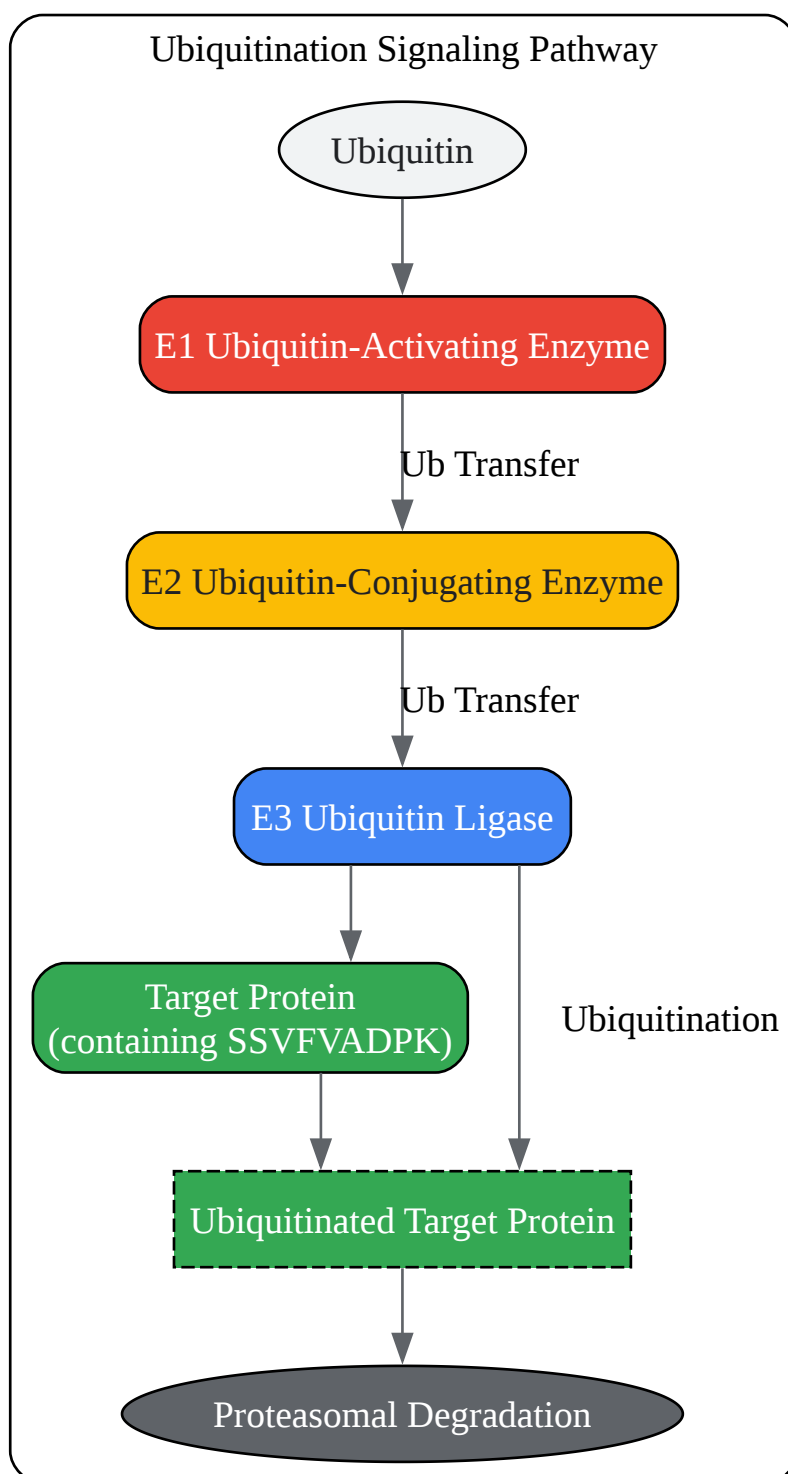 Ubiquitination Signaling Pathway
Ubiquitin
E1 Ubiquitin-Activating Enzyme
Ub Transfer
E2 Ubiquitin-Conjugating Enzyme
Ub Transfer
E3 Ubiquitin Ligase
Target Protein
(containing SSVFVADPK)
Ubiquitination
Ubiquitinated Target Protein
Proteasomal Degradation